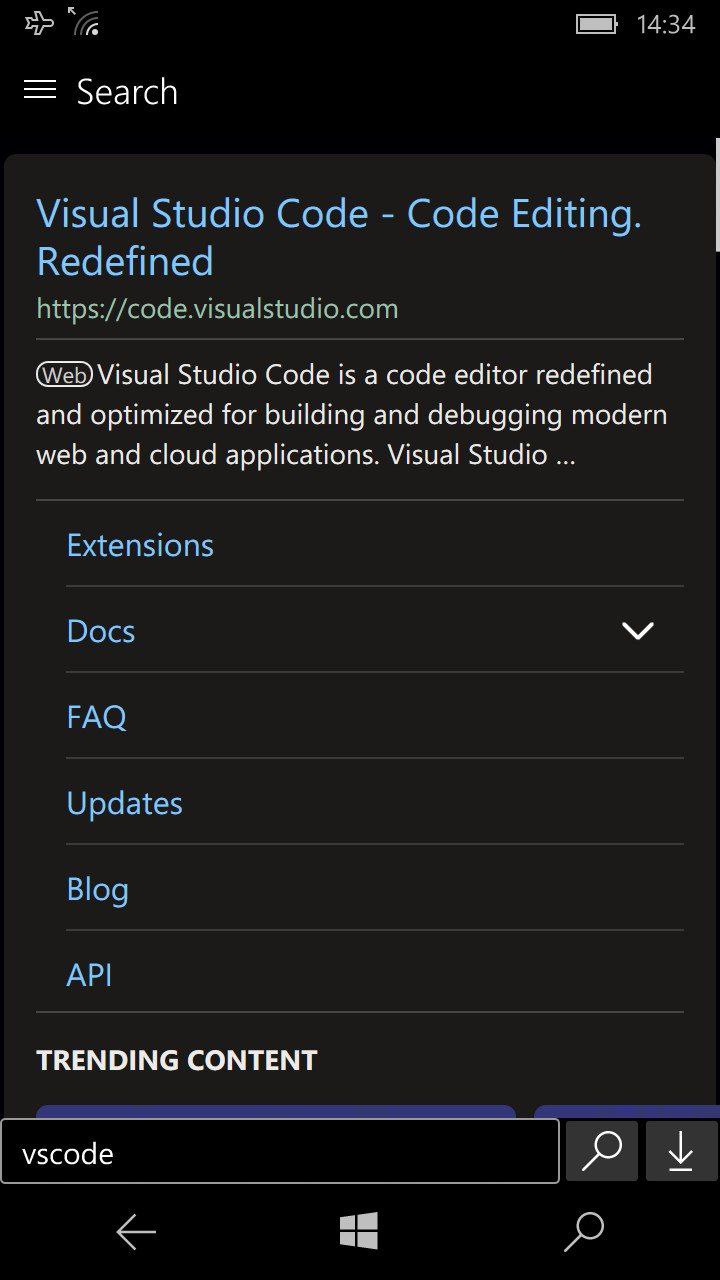 14:34
Search
Visual Studio Code - Code Editing.
Redefined
https://code.visualstudio.com
Web Visual Studio Code is a code editor redefined
and optimized for building and debugging modern
web and cloud applications. Visual Studio ...
Extensions
Docs
FAQ
Updates
Blog
API
TRENDING CONTENT
vscode